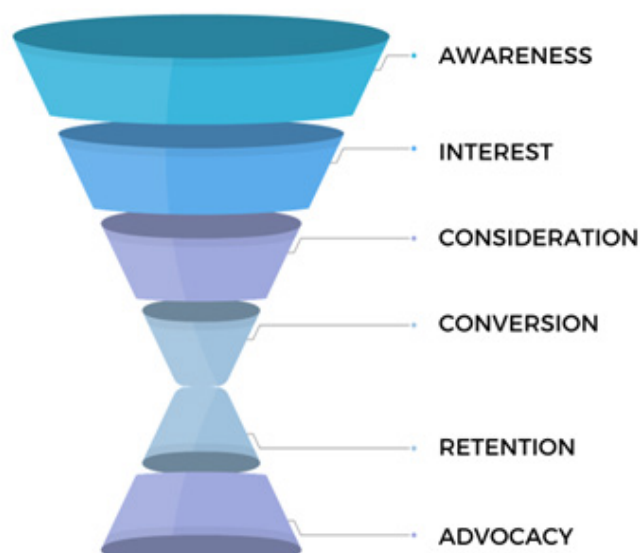 AWARENESS
INTEREST
CONSIDERATION
CONVERSION
RETENTION
ADVOCACY